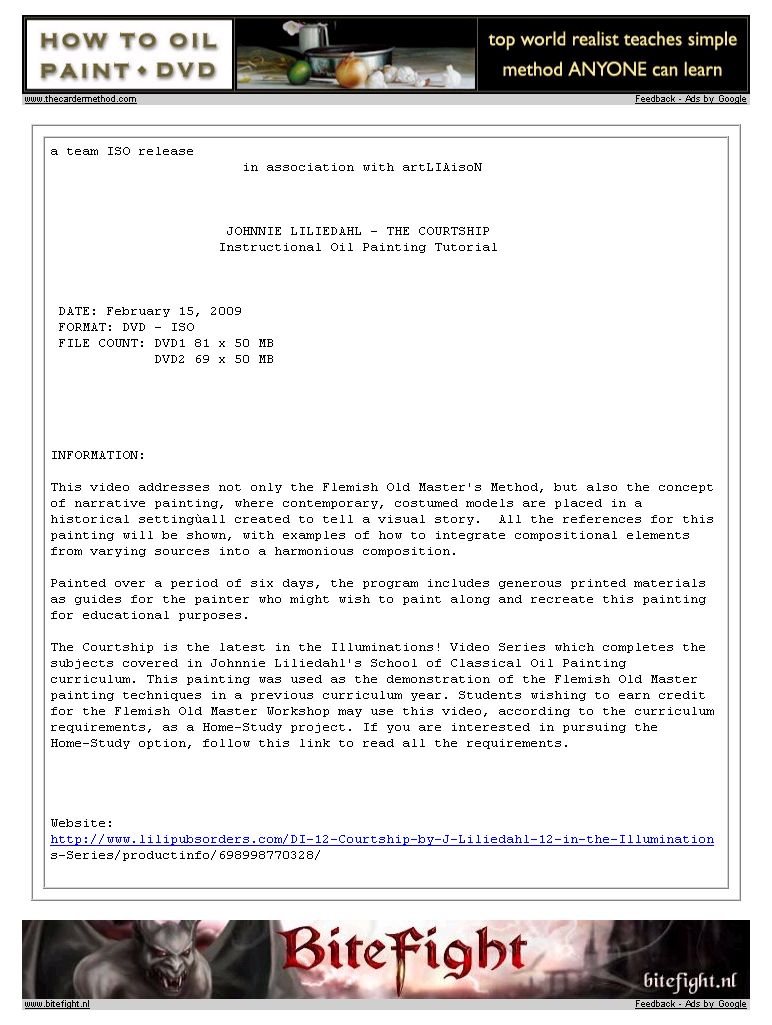 HOW TO OIL
PAINT • DVD
top world realist teaches simple
method ANYONE can learn
www.thecardermethod.com
Feedback - Ads by Google
a team ISO release
in association with artLIAisoN
JOHNNIE LILIEDAHL - THE COURTSHIP
Instructional Oil Painting Tutorial
DATE: February 15, 2009
FORMAT: DVD - ISO
FILE COUNT: DVD1 81 x 50 MB
DVD2 69 x 50 MB
INFORMATION:
This video addresses not only the Flemish Old Master's Method, but also the concept
of narrative painting, where contemporary, costumed models are placed in a
historical settingùall created to tell a visual story.  All the references for this
painting will be shown, with examples of how to integrate compositional elements
from varying sources into a harmonious composition.
Painted over a period of six days, the program includes generous printed materials
as guides for the painter who might wish to paint along and recreate this painting
for educational purposes.
The Courtship is the latest in the Illuminations! Video Series which completes the
subjects covered in Johnnie Liliedahl's School of Classical Oil Painting
curriculum. This painting was used as the demonstration of the Flemish Old Master
painting techniques in a previous curriculum year. Students wishing to earn credit
for the Flemish Old Master Workshop may use this video, according to the curriculum
requirements, as a Home-Study project. If you are interested in pursuing the
Home-Study option, follow this link to read all the requirements.
Website:
http://www.lilipubsorders.com/DI-12-Courtship-by-J-Liliedahl-12-in-the-Illumination
s-Series/productinfo/698998770328/
BiteFight
bitefight.nl
www.bitefight.nl
Feedback - Ads by Google